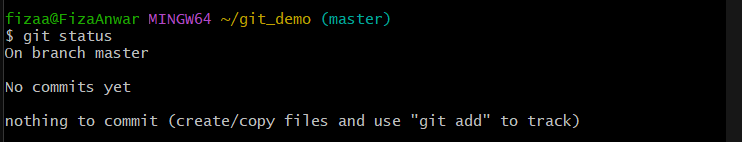 fizaa@FizaAnwar MINGW64 ~/git_demo (master)
$ git status
On branch master
No commits yet
nothing to commit (create/copy files and use "git add" to track)